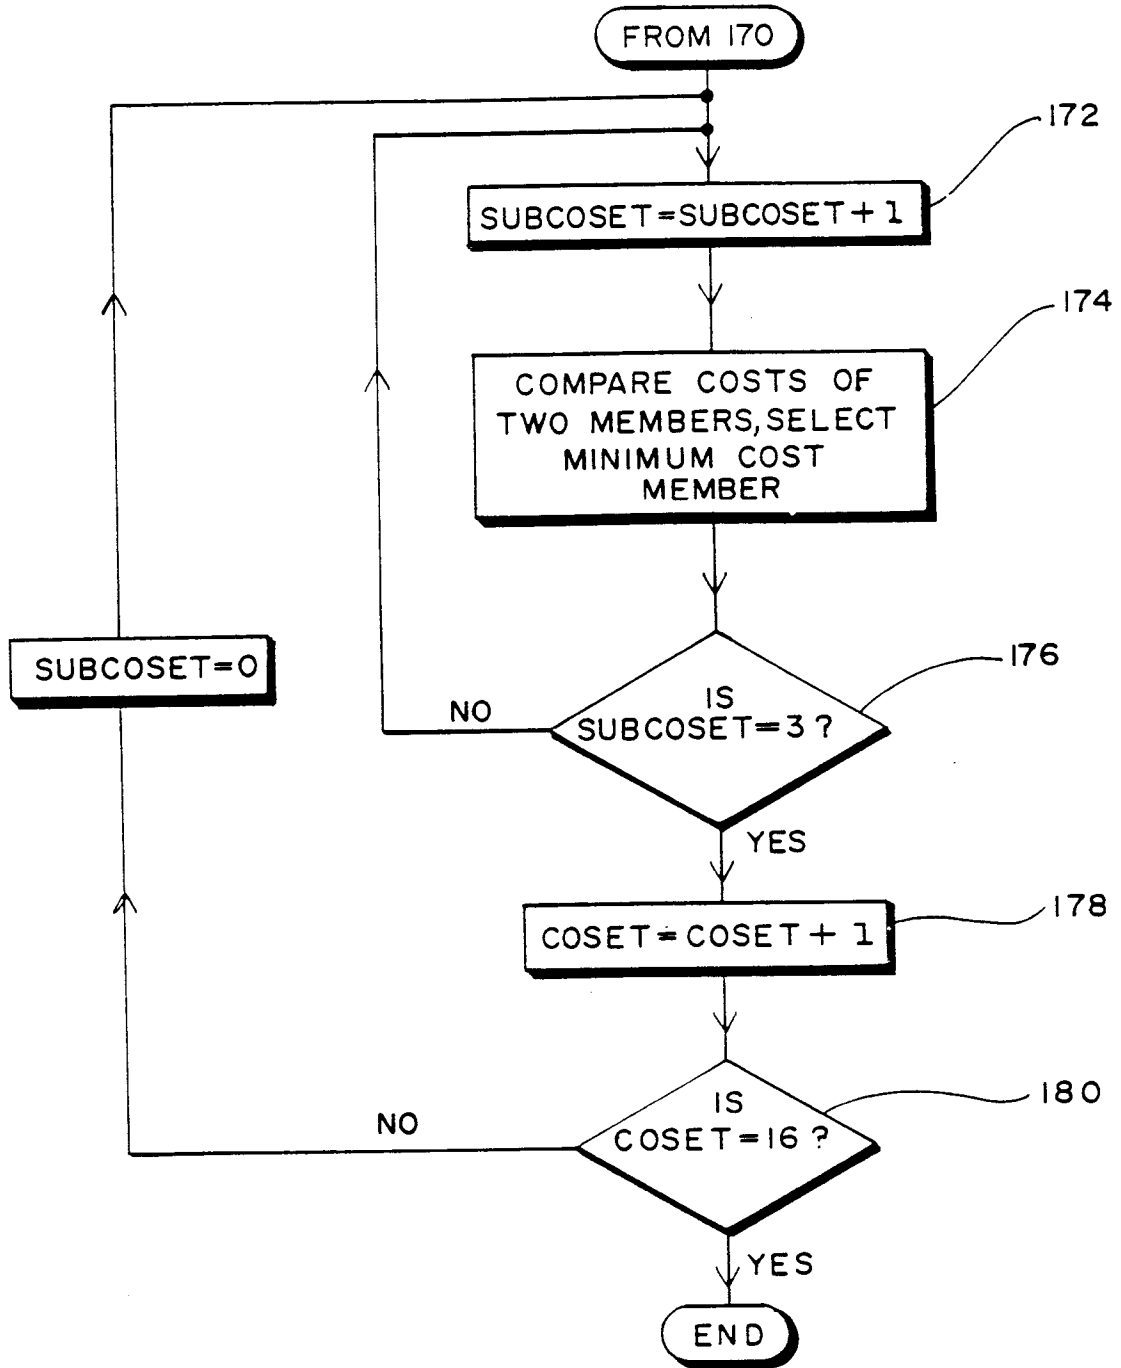 FROM 170
172
SUBCOSET=SUBCOSET+1
174
COMPARE COSTS OF
TWO MEMBERS, SELECT
MINIMUM COST
MEMBER
176
IS
SUBCOSET=3?
NO
SUBCOSET=0
YES
178
COSET=COSET+1
180
IS
COSET=16?
NO
YES
END